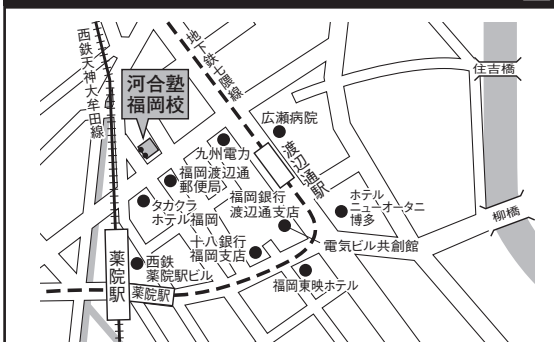 西鉄天神大牟田線
地下鉄七隈線
住吉橋
河合塾
福岡校
広瀬病院
九州電力
渡辺通駅
福岡渡辺通
郵便局
タカクラ
ホテル福岡
福岡銀行
渡辺通支店
ホテル
ニューオータニ
博多
柳橋
十八銀行
福岡支店
電気ビル共創館
薬院駅
西鉄
薬院駅ビル
薬院駅
福岡東映ホテル